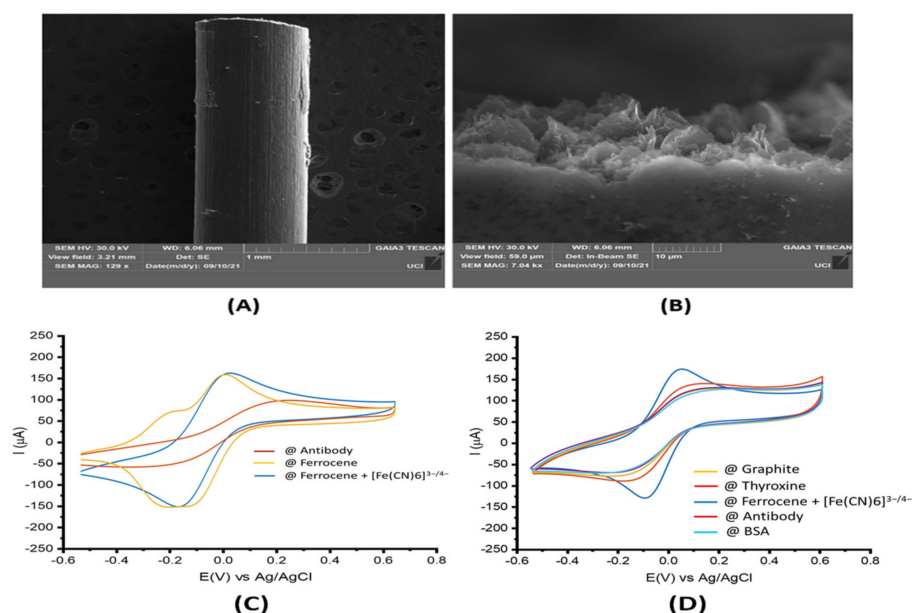 SEM HV: 30.0 kV WD: 6.06 mm GAIA3 TESCAN
View field: 3.21 mm Det: SE 1 mm
SEM MAG: 129 x Date(m/d/y): 09/10/21 UCI
(A)
SEM HV: 30.0 kV WD: 6.06 mm GAIA3 TESCAN
View field: 59.0 µm Det: In-Beam SE 10 µm
SEM MAG: 7.04 kx Date(m/d/y): 09/10/21 UCI
(B)
250
200
150
100
50
0
-50
-100
-150
-200
-250
I (µA)
@ Antibody
@ Ferrocene
@ Ferrocene + [Fe(CN)6]³⁻/⁴⁻
-0.6 -0.4 -0.2 0.0 0.2 0.4 0.6 0.8
E(V) vs Ag/AgCl
(C)
250
200
150
100
50
0
-50
-100
-150
-200
-250
I (µA)
@ Graphite
@ Thyroxine
@ Ferrocene + [Fe(CN)6]³⁻/⁴⁻
@ Antibody
@ BSA
-0.6 -0.4 -0.2 0.0 0.2 0.4 0.6 0.8
E(V) vs Ag/AgCl
(D)